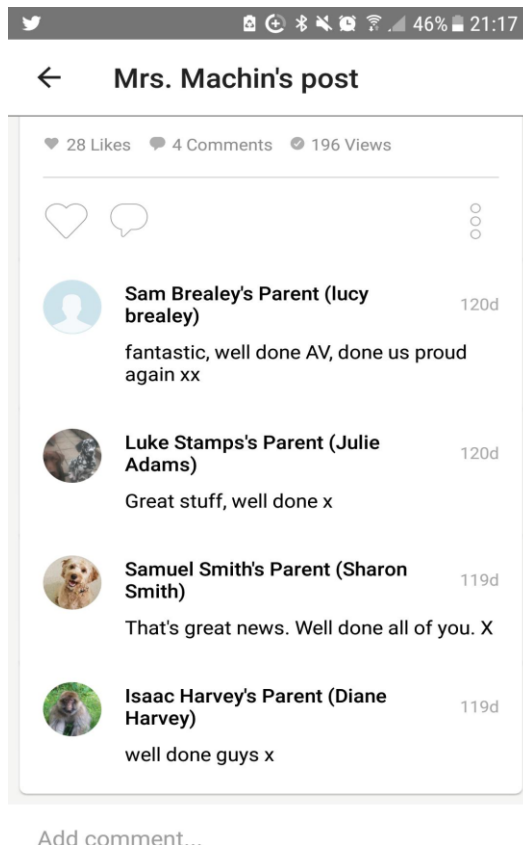 46% 21:17
Mrs. Machin's post
28 Likes 4 Comments 196 Views
Sam Brealey's Parent (lucy
brealey)
120d
fantastic, well done AV, done us proud
again xx
Luke Stamps's Parent (Julie
Adams)
120d
Great stuff, well done x
Samuel Smith's Parent (Sharon
Smith)
119d
That's great news. Well done all of you. X
Isaac Harvey's Parent (Diane
Harvey)
119d
well done guys x
Add comment...